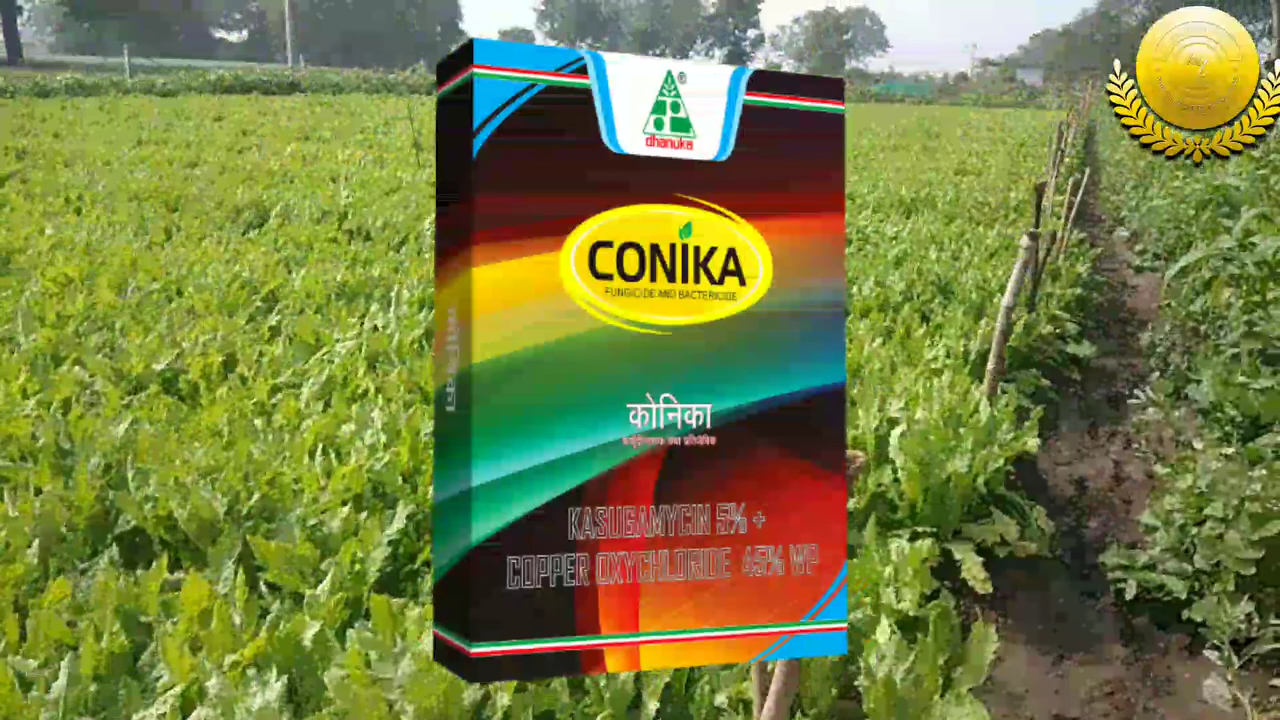 ®
dhanuka
CONIKA
FUNGICIDE AND BACTERICIDE
कोनिका
KASUGAMYCIN 5% +
COPPER OXYCHLORIDE 45% WP